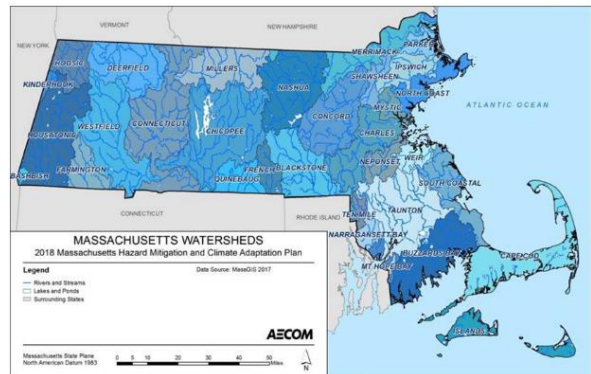 VERMONT
NEW HAMPSHIRE
NEW YORK
HOOSIC
DEERFIELD
MILLERS
NASHUA
MERRIMACK
PARKER
IPSWICH
SHAWSHEEN
NORTH COAST
KINDERHOOK
ATLANTIC OCEAN
HOUSATONIC
WESTFIELD
CONNECTICUT
CHICOPEE
CONCORD
MYSTIC
CHARLES
BASHBISH
FARMINGTON
QUINEBAUG
FRENCH
BLACKSTONE
NEPONSET
WEIR
SOUTH COASTAL
CONNECTICUT
RHODE ISLAND
TEN MILE
TAUNTON
NARRAGANSETT BAY
MT HOPE BAY
BUZZARDS BAY
CAPE COD
ISLANDS
MASSACHUSETTS WATERSHEDS
2018 Massachusetts Hazard Mitigation and Climate Adaptation Plan
Legend
Data Source: MassGIS 2017
Rivers and Streams
Lakes and Ponds
Surrounding States
AECOM
Massachusetts State Plane
North American Datum 1983
0 5 10 20 30 40 50
Miles
N